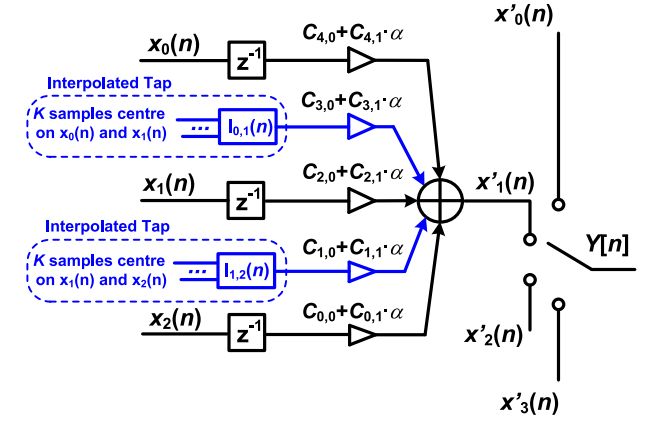 x'0(n)
x0(n)
z-1
C4,0+C4,1·α
Interpolated Tap
K samples centre
on x0(n) and x1(n)
...
I0,1(n)
C3,0+C3,1·α
x1(n)
z-1
C2,0+C2,1·α
x'1(n)
Interpolated Tap
K samples centre
on x1(n) and x2(n)
...
I1,2(n)
C1,0+C1,1·α
Y[n]
x2(n)
z-1
C0,0+C0,1·α
x'2(n)
x'3(n)